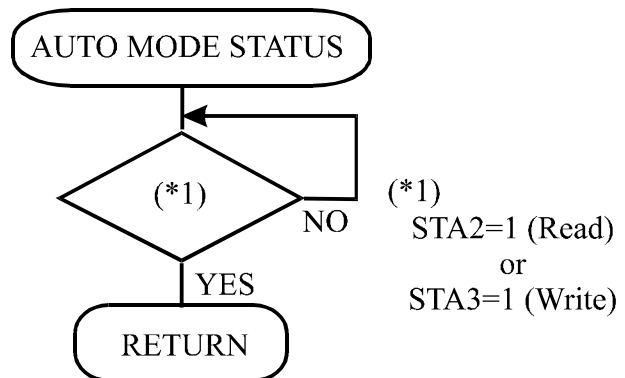 AUTO MODE STATUS
(*1)
NO
YES
RETURN
(*1)
STA2=1 (Read)
or
STA3=1 (Write)